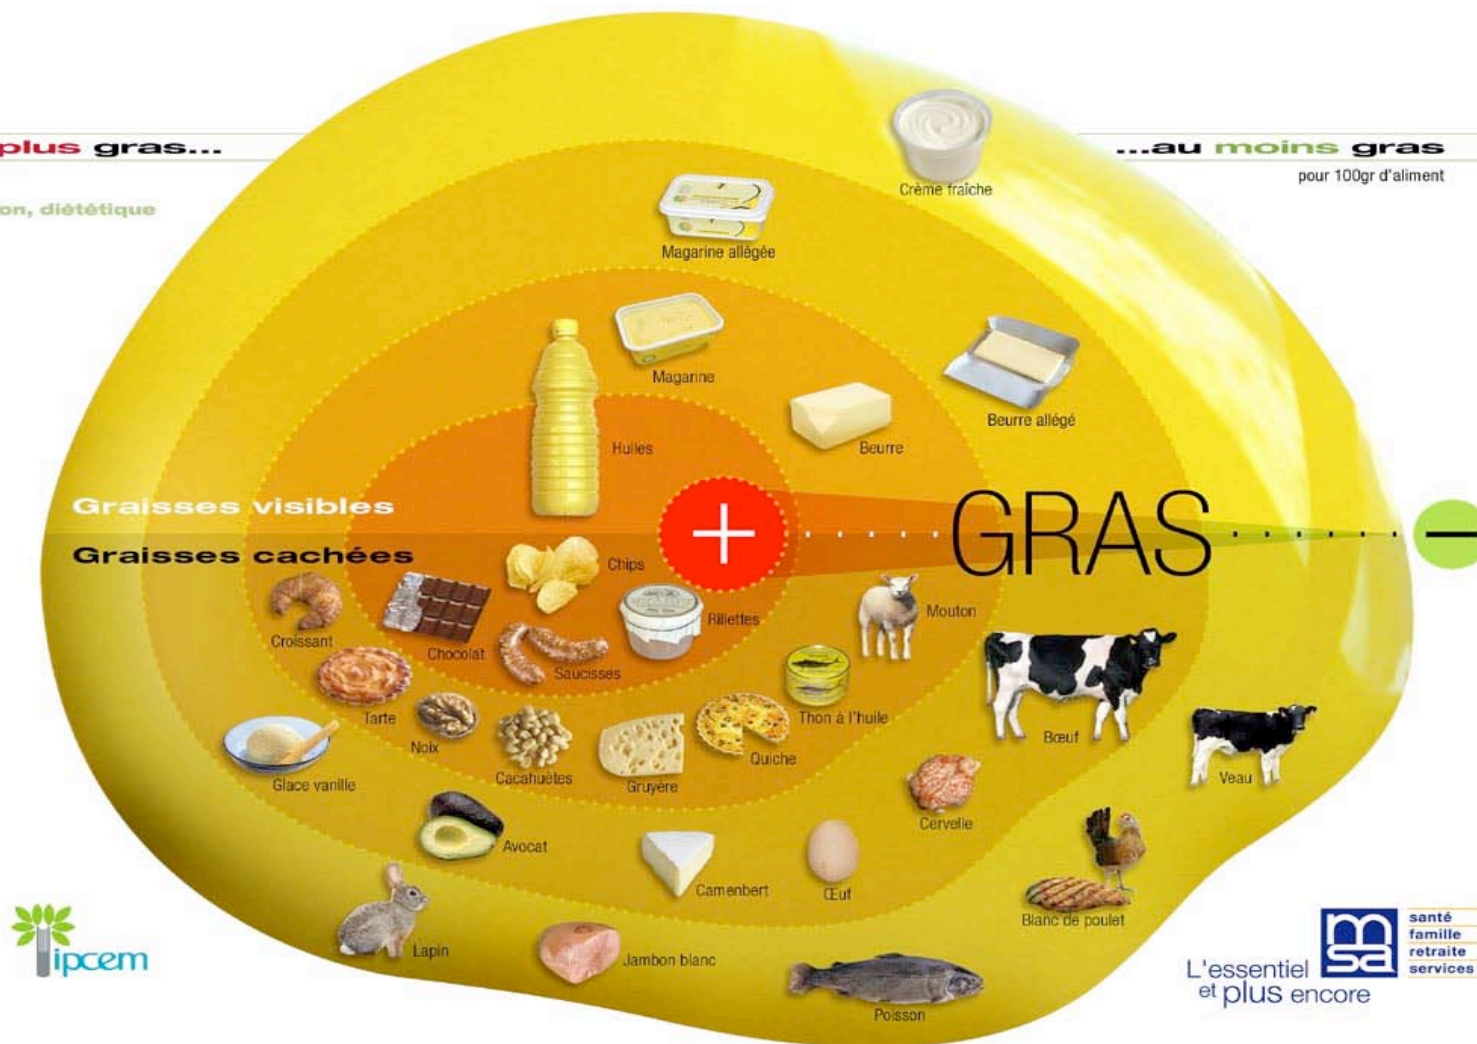 plus gras...
...au moins gras
pour 100gr d'aliment
on, diététique
Crème fraîche
Magarine allégée
Magarine
Beurre allégé
Beurre
Huiles
Graisses visibles
+ GRAS −
Graisses cachées
Chips
Croissant
Chocolat
Saucisses
Rillettes
Mouton
Tarte
Noix
Cacahuètes
Gruyère
Quiche
Thon à l'huile
Bœuf
Veau
Glace vanille
Avocat
Camembert
Œuf
Cervelle
Blanc de poulet
Lapin
Jambon blanc
Poisson
ipcem
L'essentiel
et plus encore
msa
santé
famille
retraite
services